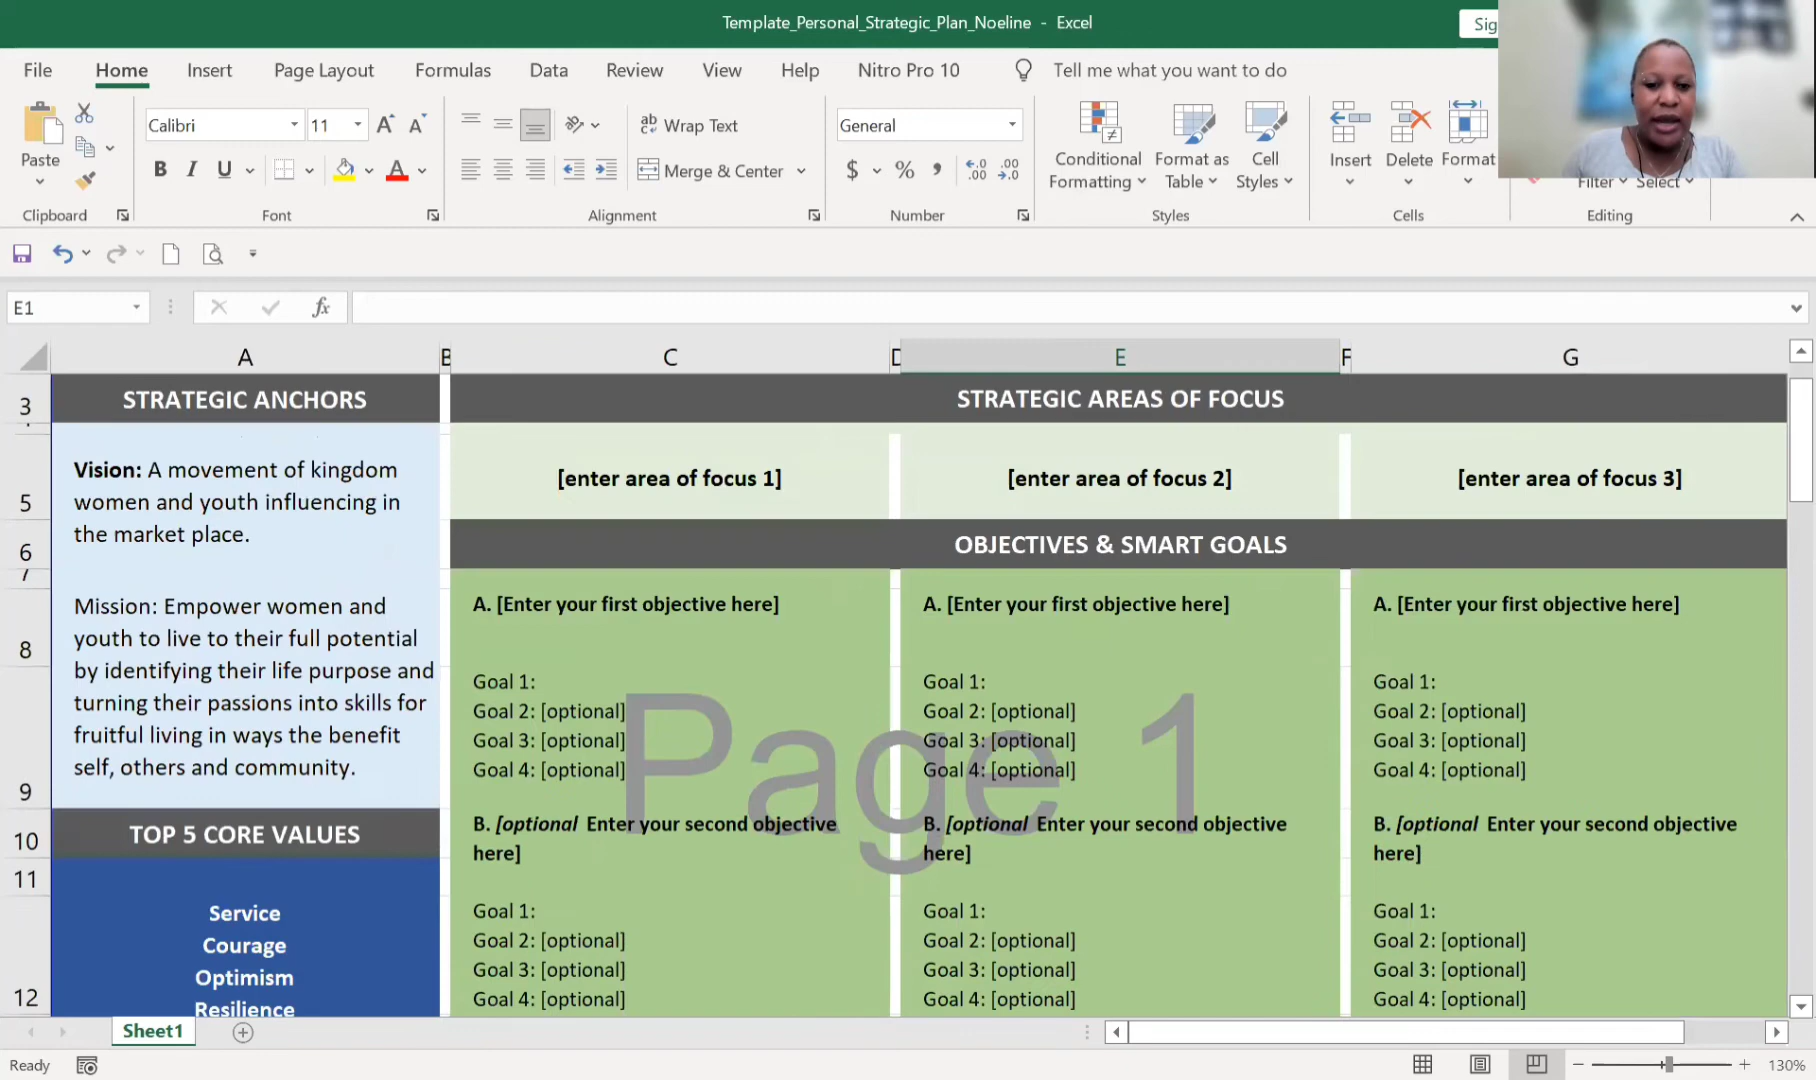 Template_Personal_Strategic_Plan_Noeline - Excel
Sig
File Home Insert Page Layout Formulas Data Review View Help Nitro Pro 10 Tell me what you want to do
Paste
Calibri 11
B I U
Wrap Text
Merge & Center
General
$ % ,
Conditional Formatting
Format as Table
Cell Styles
Insert
Delete
Format
Filter Select
Clipboard Font Alignment Number Styles Cells Editing
E1 fx
A B C D E F G
3 STRATEGIC ANCHORS STRATEGIC AREAS OF FOCUS
5
Vision: A movement of kingdom
women and youth influencing in
the market place.
[enter area of focus 1] [enter area of focus 2] [enter area of focus 3]
6 OBJECTIVES & SMART GOALS
7
8
9
Mission: Empower women and
youth to live to their full potential
by identifying their life purpose and
turning their passions into skills for
fruitful living in ways the benefit
self, others and community.
10 TOP 5 CORE VALUES
11
12
Service
Courage
Optimism
Resilience
A. [Enter your first objective here]
Goal 1:
Goal 2: [optional]
Goal 3: [optional]
Goal 4: [optional]
B. [optional Enter your second objective
here]
Goal 1:
Goal 2: [optional]
Goal 3: [optional]
Goal 4: [optional]
A. [Enter your first objective here]
Goal 1:
Goal 2: [optional]
Goal 3: [optional]
Goal 4: [optional]
B. [optional Enter your second objective
here]
Goal 1:
Goal 2: [optional]
Goal 3: [optional]
Goal 4: [optional]
A. [Enter your first objective here]
Goal 1:
Goal 2: [optional]
Goal 3: [optional]
Goal 4: [optional]
B. [optional Enter your second objective
here]
Goal 1:
Goal 2: [optional]
Goal 3: [optional]
Goal 4: [optional]
Page 1
Sheet1
Ready 130%